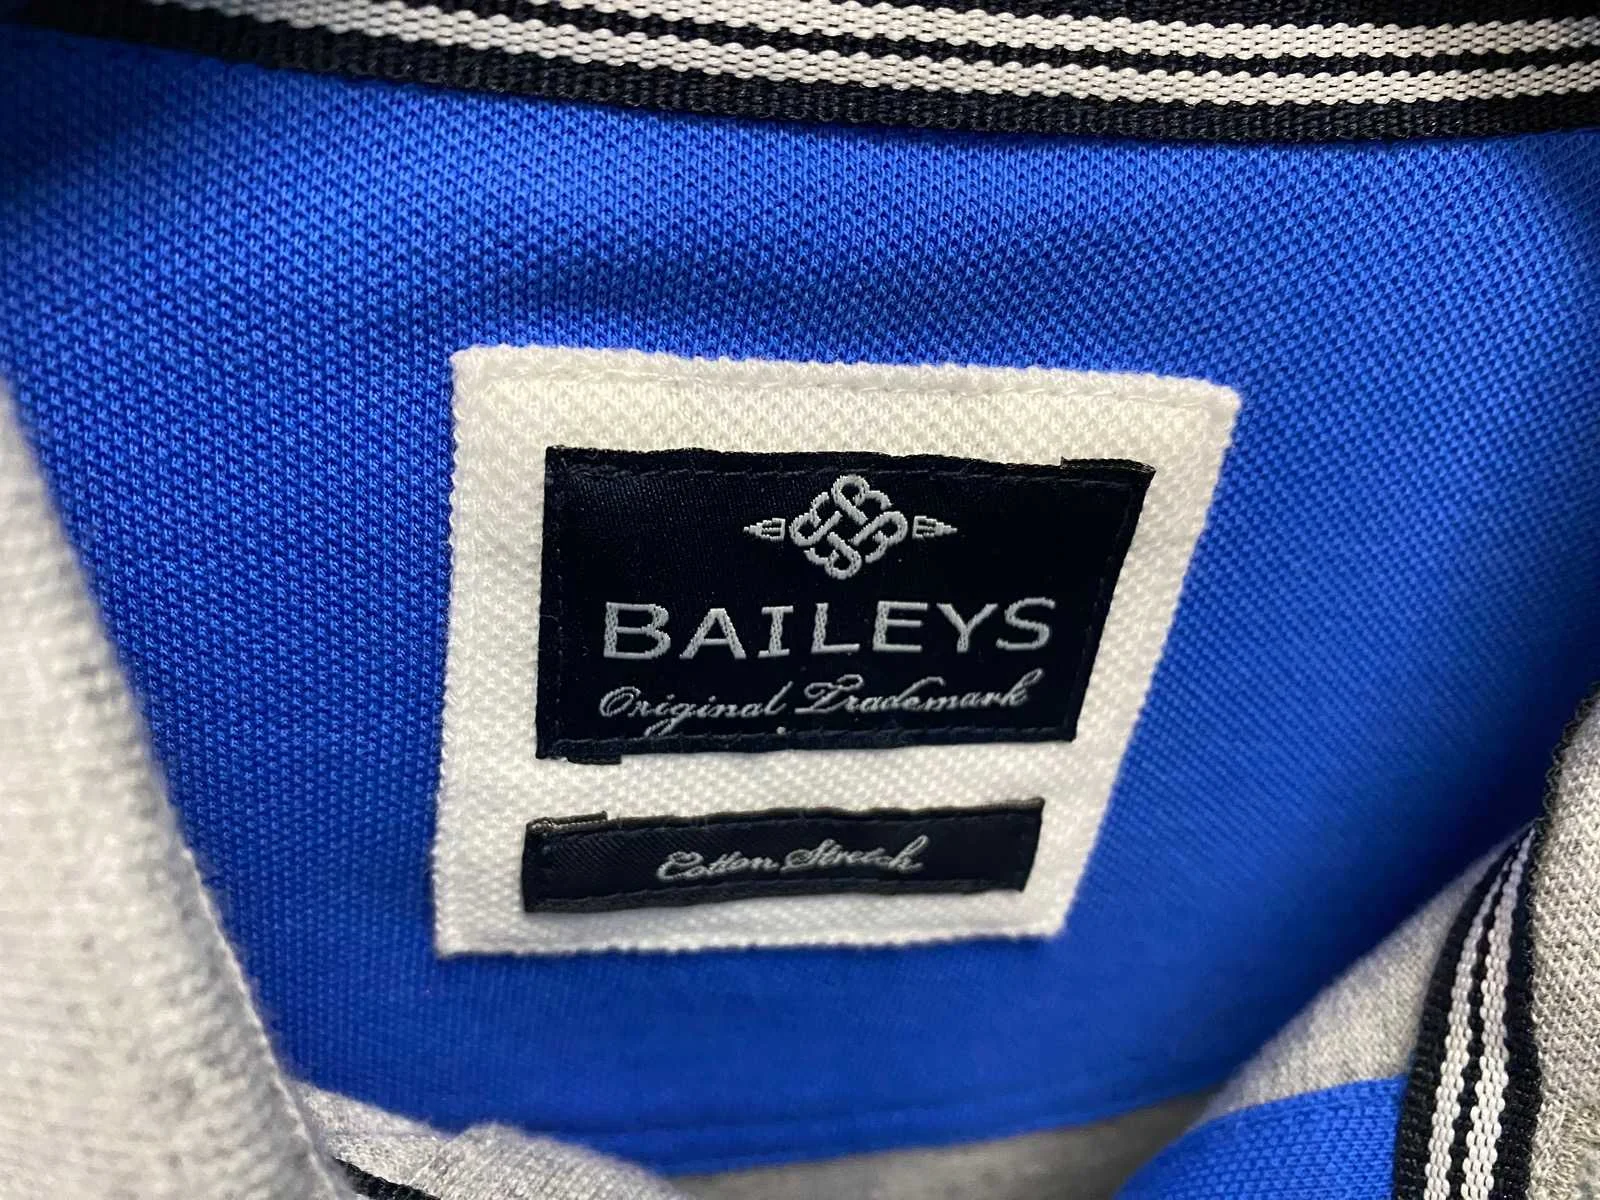 BAILEYS
Original Trademark
Cotton Stretch